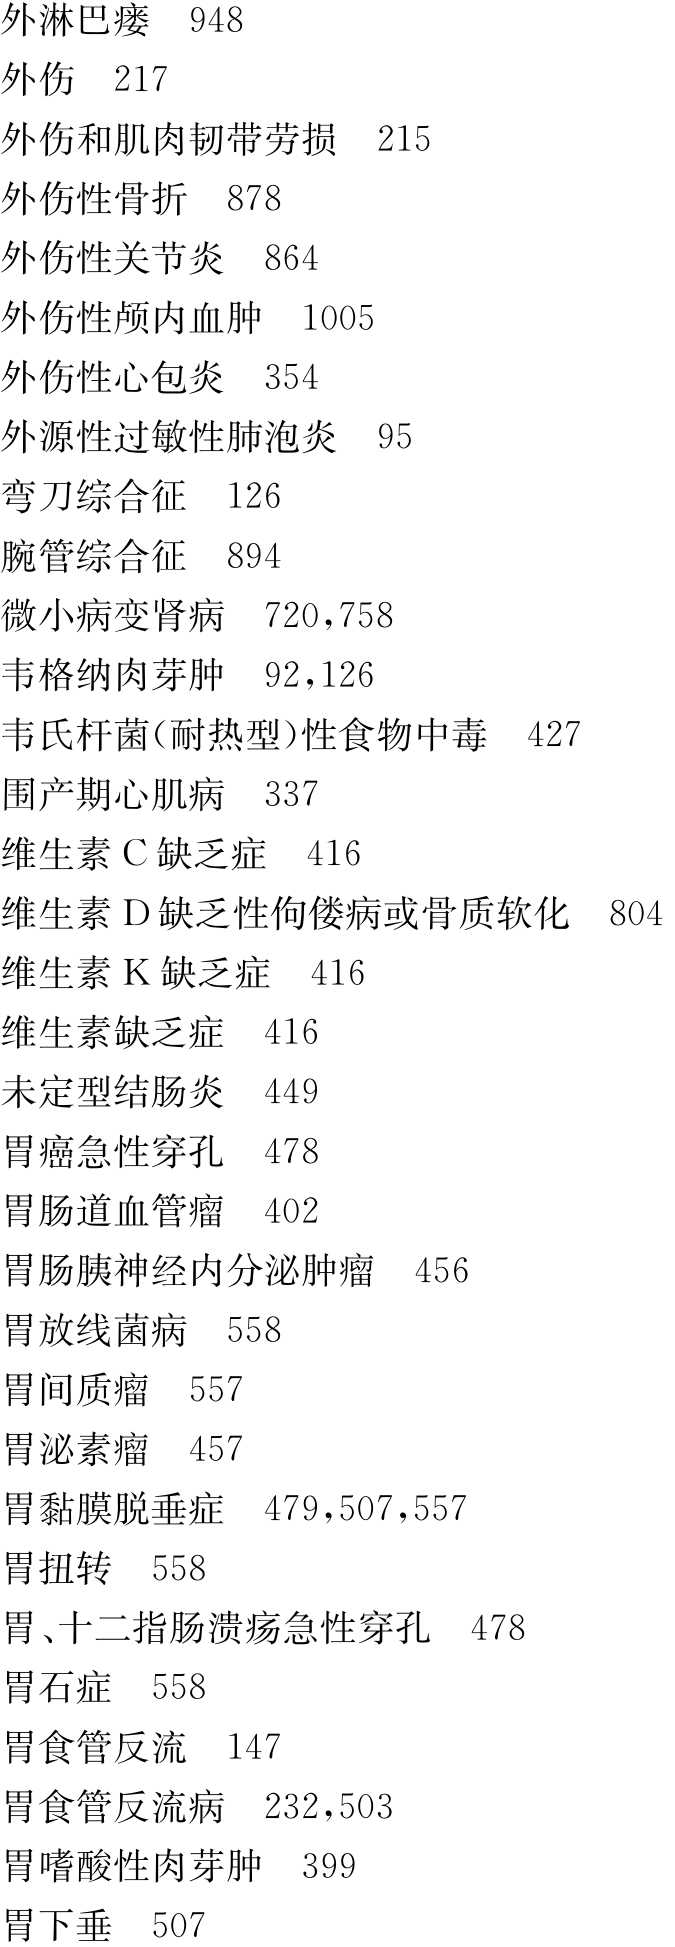 外淋巴瘘 948
外伤 217
外伤和肌肉韧带劳损 215
外伤性骨折 878
外伤性关节炎 864
外伤性颅内血肿 1005
外伤性心包炎 354
外源性过敏性肺泡炎 95
弯刀综合征 126
腕管综合征 894
微小病变肾病 720,758
韦格纳肉芽肿 92,126
韦氏杆菌(耐热型)性食物中毒 427
围产期心肌病 337
维生素 C 缺乏症 416
维生素 D 缺乏性佝偻病或骨质软化 804
维生素 K 缺乏症 416
维生素缺乏症 416
未定型结肠炎 449
胃癌急性穿孔 478
胃肠道血管瘤 402
胃肠胰神经内分泌肿瘤 456
胃放线菌病 558
胃间质瘤 557
胃泌素瘤 457
胃黏膜脱垂症 479,507,557
胃扭转 558
胃、十二指肠溃疡急性穿孔 478
胃石症 558
胃食管反流 147
胃食管反流病 232,503
胃嗜酸性肉芽肿 399
胃下垂 507